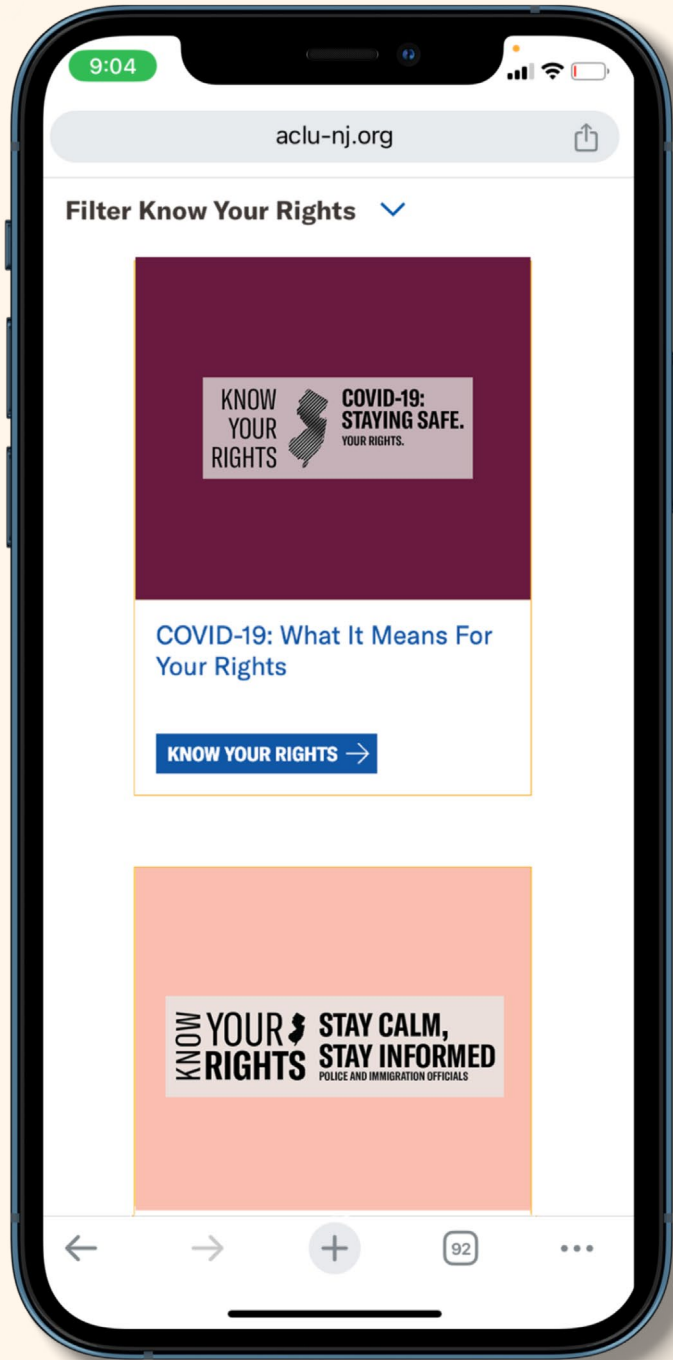 9:04
aclu-nj.org
Filter Know Your Rights
KNOW
YOUR
RIGHTS
COVID-19:
STAYING SAFE.
YOUR RIGHTS.
COVID-19: What It Means For
Your Rights
KNOW YOUR RIGHTS →
KNOW
YOUR
RIGHTS
STAY CALM,
STAY INFORMED
POLICE AND IMMIGRATION OFFICIALS
92